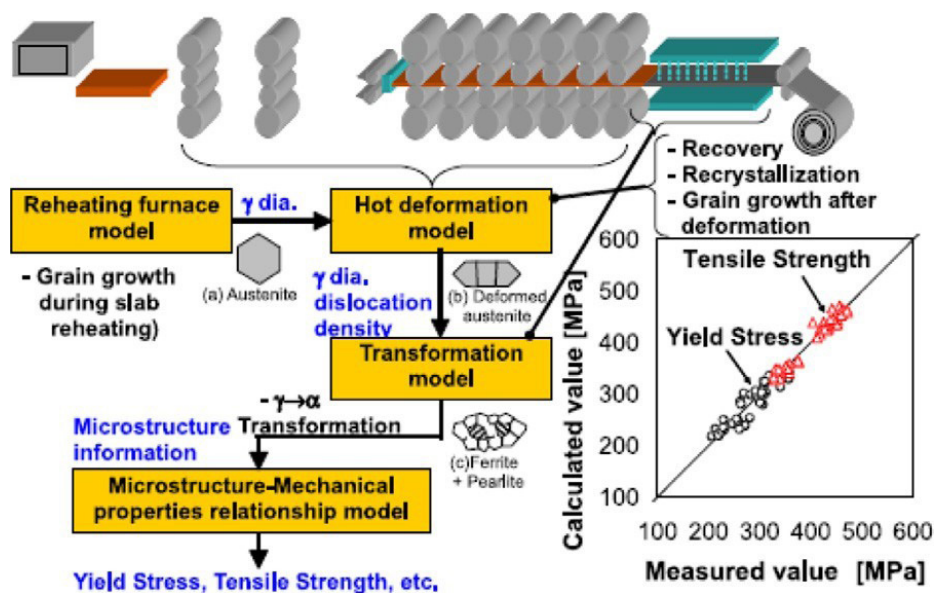 Reheating furnace
model
γ dia.
Hot deformation
model
- Recovery
- Recrystallization
- Grain growth after
deformation
- Grain growth
during slab
reheating)
(a) Austenite
γ dia.
dislocation
density
(b) Deformed
austenite
Transformation
model
- γ→α
Transformation
Microstructure
information
(c)Ferrite
+ Pearlite
Microstructure-Mechanical
properties relationship model
Yield Stress, Tensile Strength, etc.
Calculated value [MPa]
600
500
400
300
200
100
Tensile Strength
Yield Stress
100 200 300 400 500 600
Measured value [MPa]